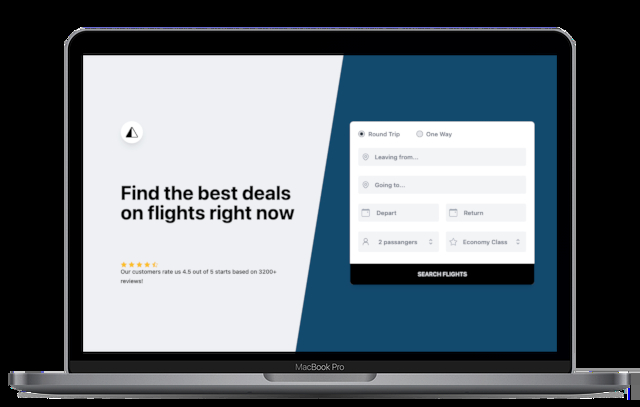 Find the best deals
on flights right now
Our customers rate us 4.5 out of 5 starts based on 3200+
reviews!
Round Trip
One Way
Leaving from...
Going to...
Depart
Return
2 passangers
Economy Class
SEARCH FLIGHTS
MacBook Pro